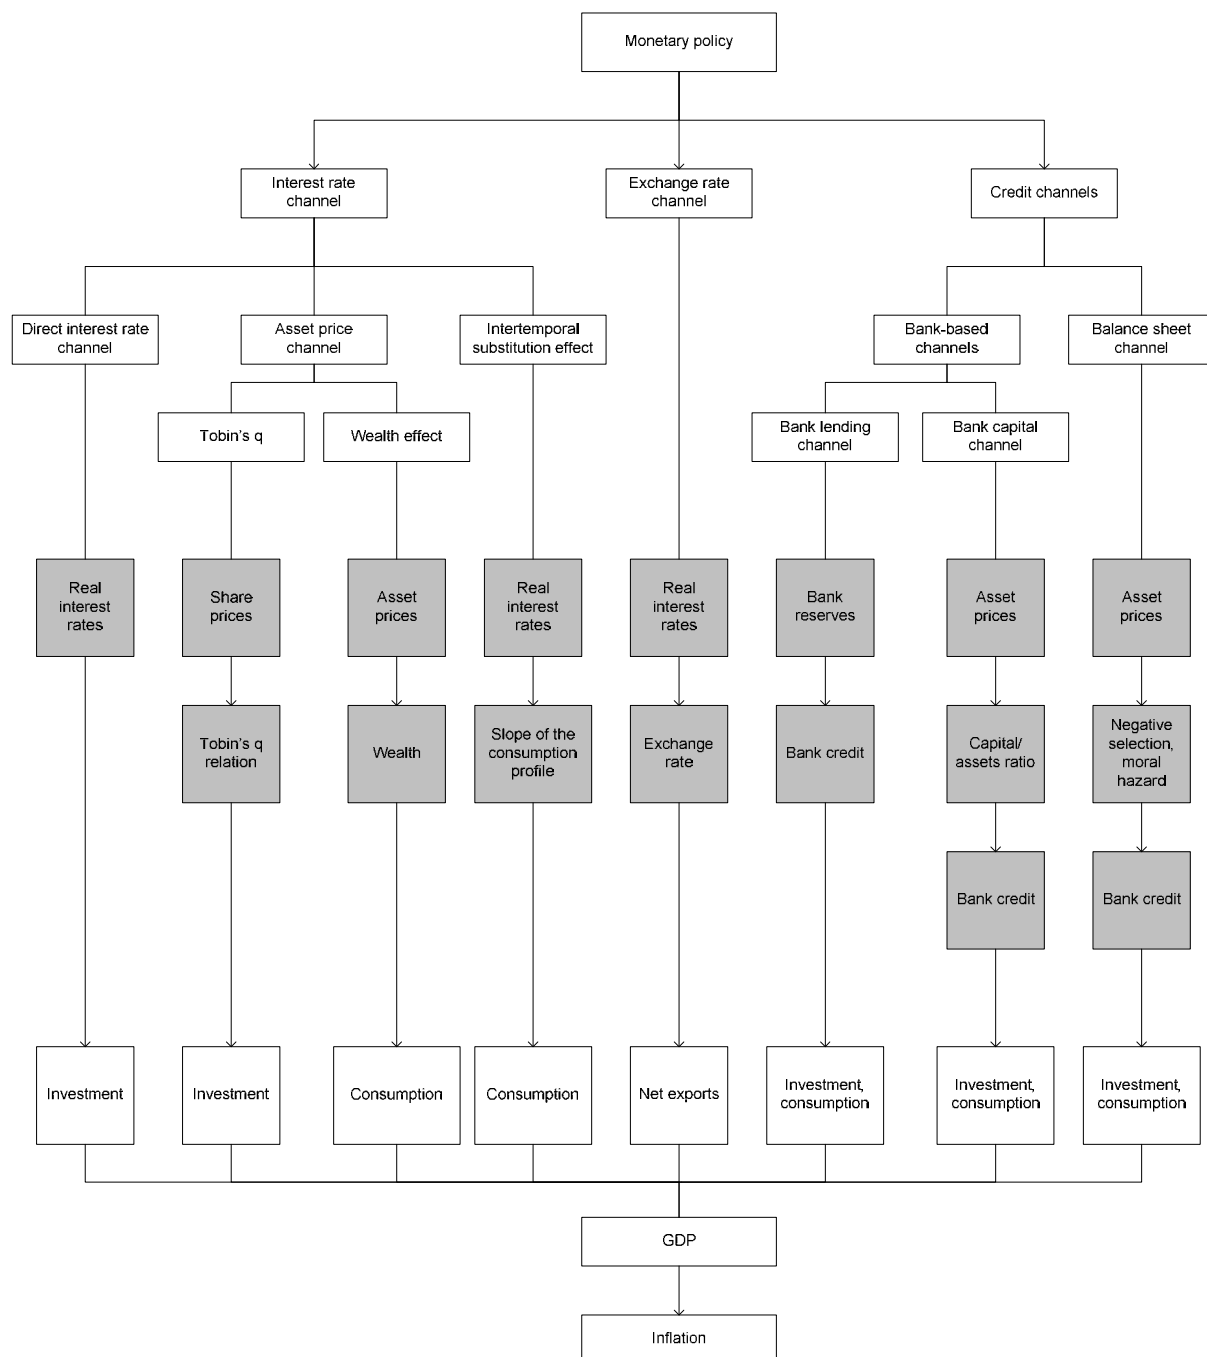 Monetary policy
Interest rate
channel
Exchange rate
channel
Credit channels
Direct interest rate
channel
Asset price
channel
Intertemporal
substitution effect
Bank-based
channels
Balance sheet
channel
Tobin's q
Wealth effect
Bank lending
channel
Bank capital
channel
Real
interest
rates
Share
prices
Asset
prices
Real
interest
rates
Real
interest
rates
Bank
reserves
Asset
prices
Asset
prices
Tobin's q
relation
Wealth
Slope of the
consumption
profile
Exchange
rate
Bank credit
Capital/
assets ratio
Negative
selection,
moral
hazard
Bank credit
Bank credit
Investment
Investment
Consumption
Consumption
Net exports
Investment,
consumption
Investment,
consumption
Investment,
consumption
GDP
Inflation